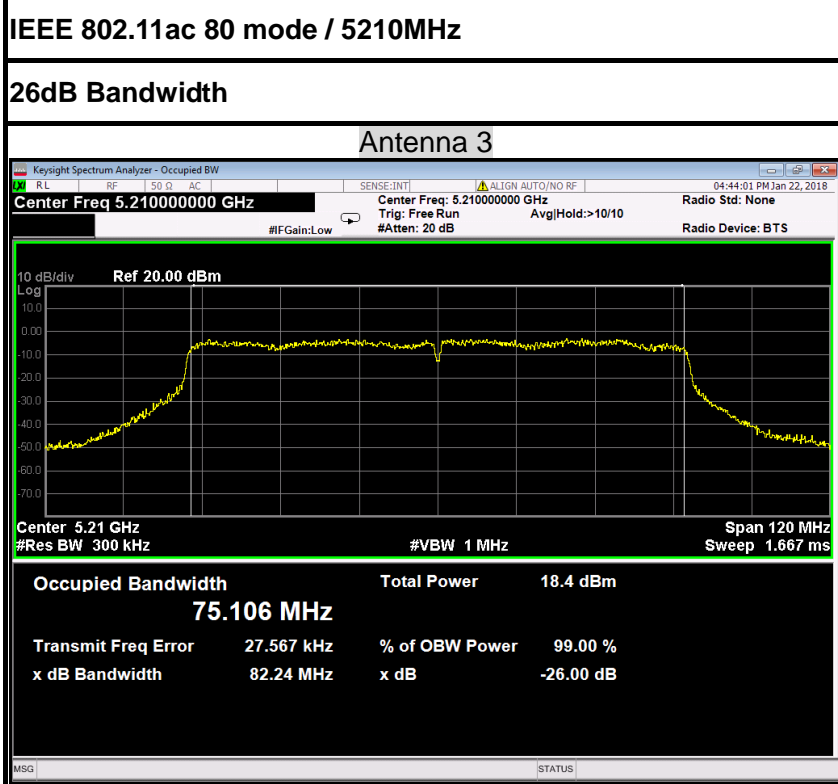 IEEE 802.11ac 80 mode / 5210MHz
26dB Bandwidth
Antenna 3
Keysight Spectrum Analyzer - Occupied BW
LXI RL RF 50 Ω AC SENSE:INT ALIGN AUTO/NO RF 04:44:01 PM Jan 22, 2018
Center Freq 5.210000000 GHz Center Freq: 5.210000000 GHz Radio Std: None
Trig: Free Run Avg|Hold:>10/10
#IFGain:Low #Atten: 20 dB Radio Device: BTS
10 dB/div Ref 20.00 dBm
Log
10.0
0.00
-10.0
-20.0
-30.0
-40.0
-50.0
-60.0
-70.0
Center 5.21 GHz Span 120 MHz
#Res BW 300 kHz #VBW 1 MHz Sweep 1.667 ms
Occupied Bandwidth Total Power 18.4 dBm
75.106 MHz
Transmit Freq Error 27.567 kHz % of OBW Power 99.00 %
x dB Bandwidth 82.24 MHz x dB -26.00 dB
MSG STATUS